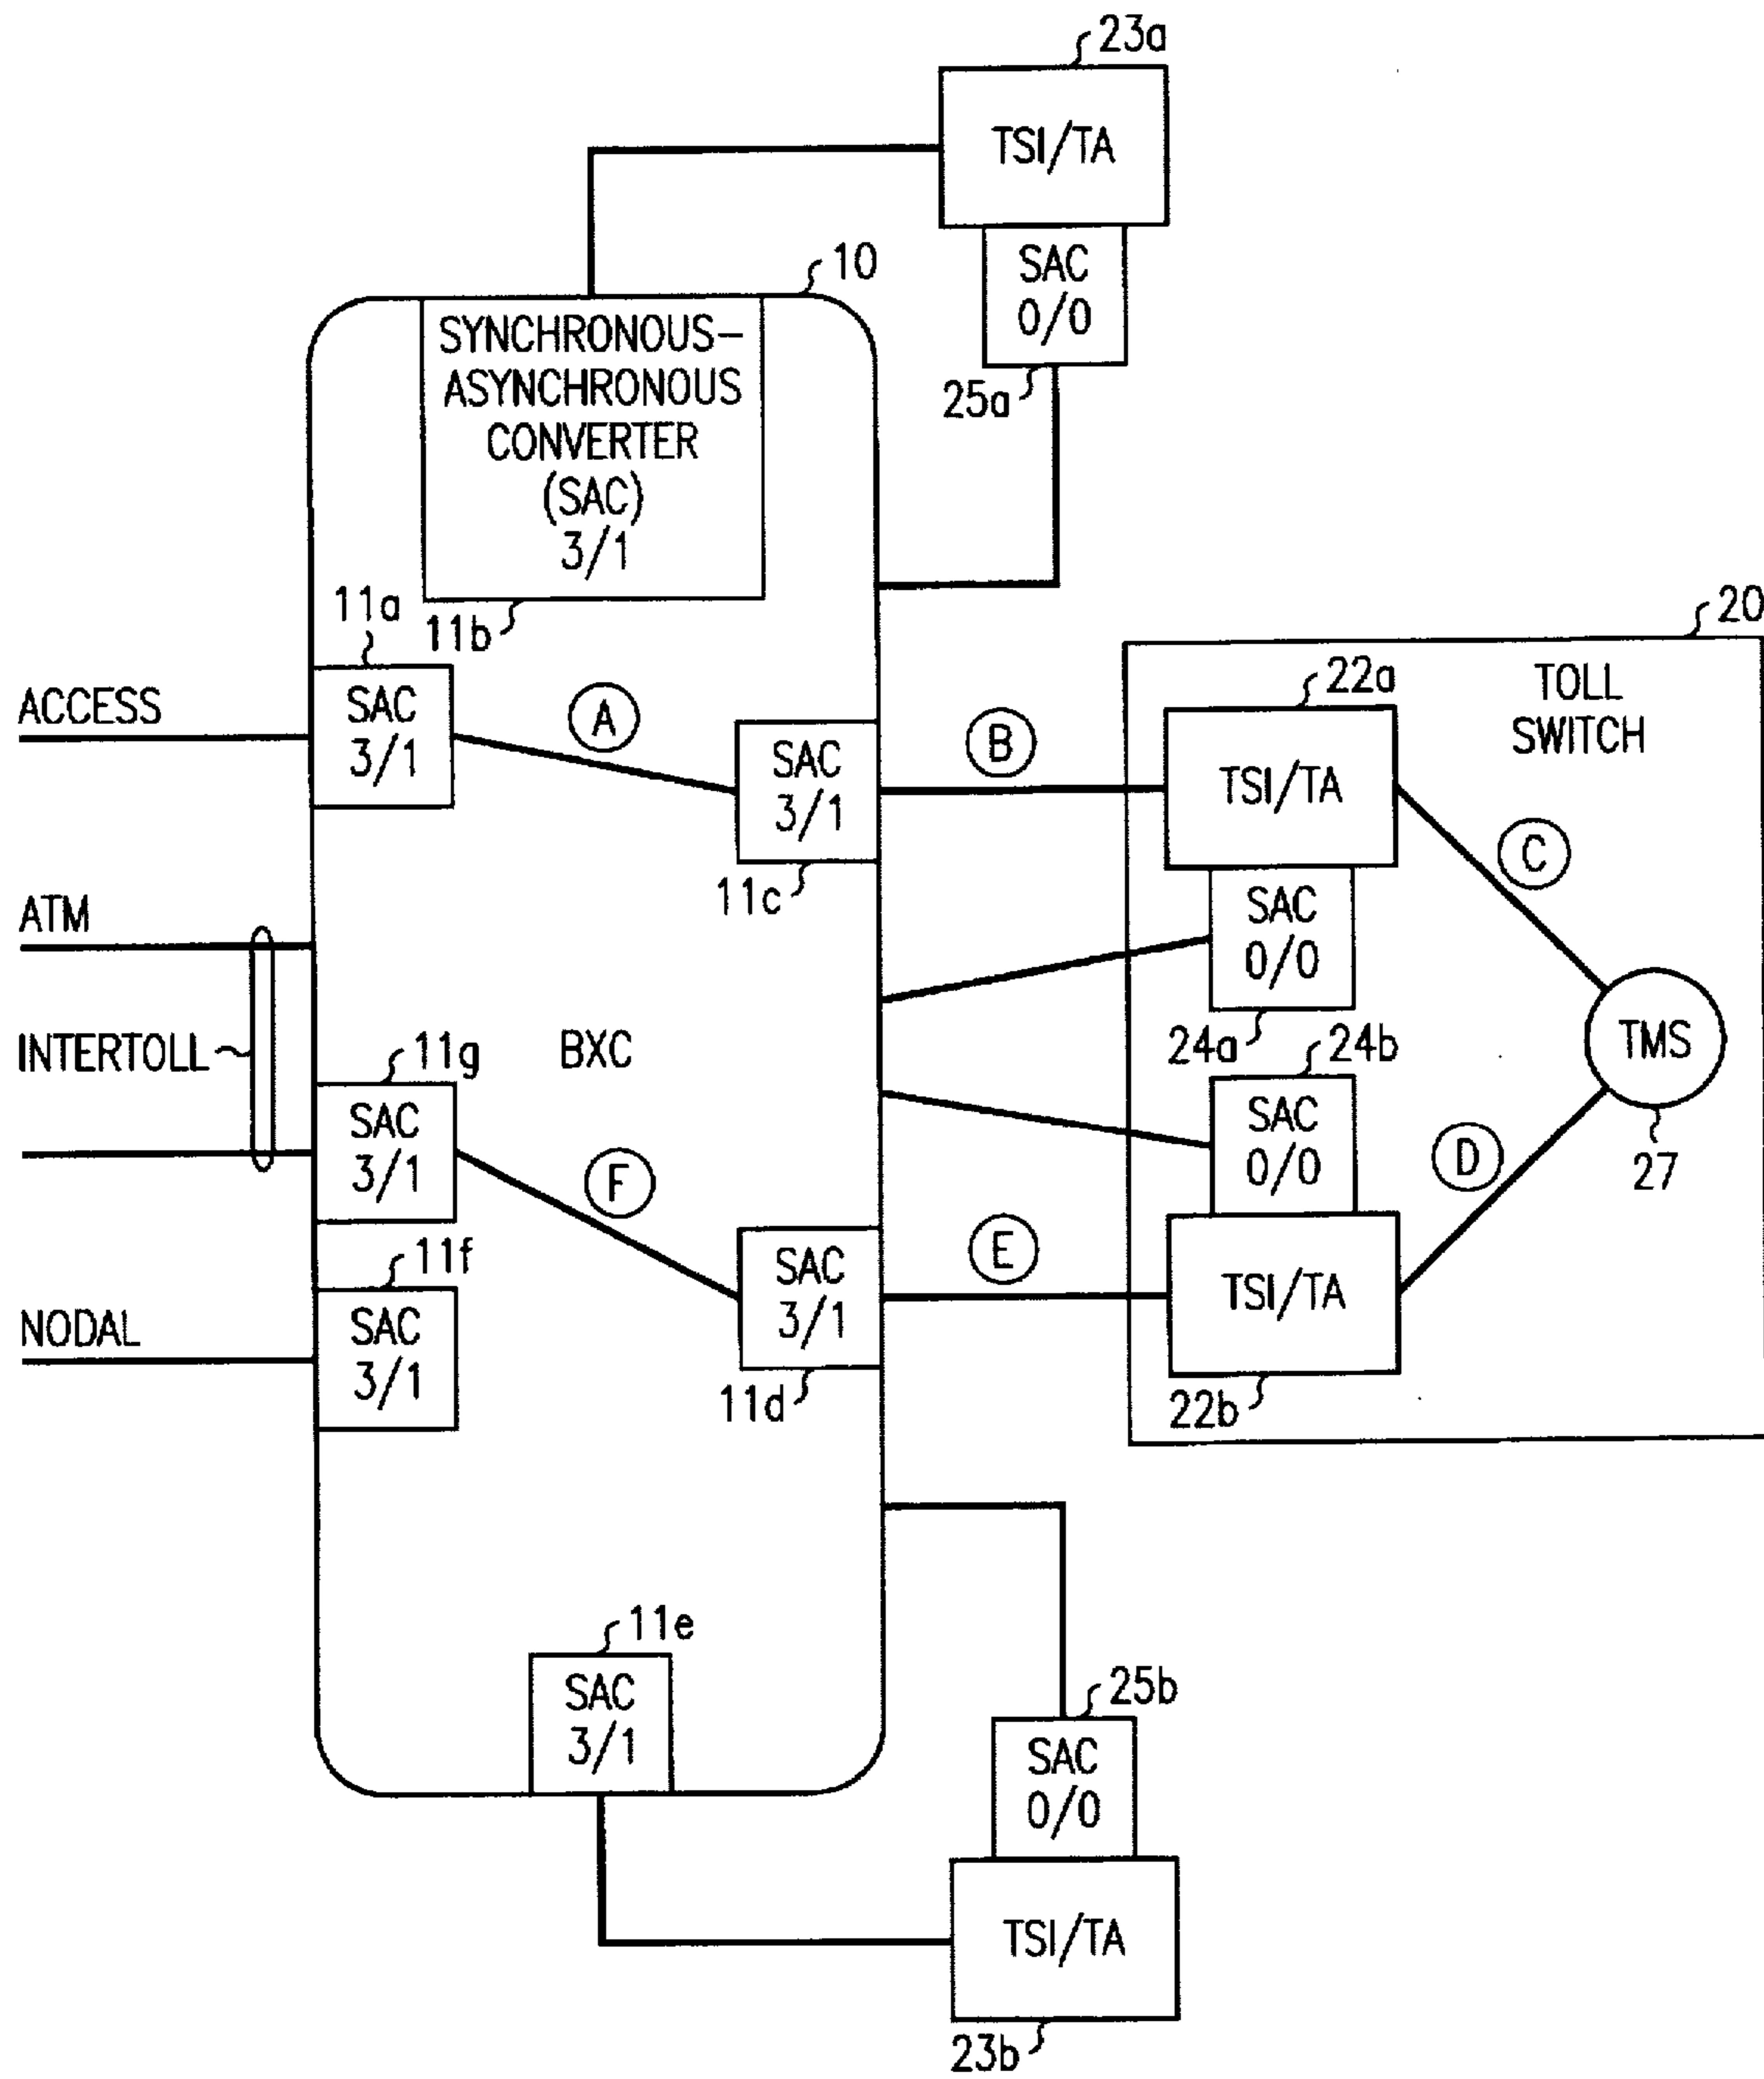 23a
TSI/TA
SAC
0/0
25a
10
SYNCHRONOUS-
ASYNCHRONOUS
CONVERTER
(SAC)
3/1
11b
11a
SAC
3/1
ACCESS
A
SAC
3/1
11c
B
20
TOLL
SWITCH
22a
TSI/TA
C
SAC
0/0
24a
ATM
INTERTOLL
BXC
11g
SAC
3/1
F
24b
SAC
0/0
TMS
27
D
E
TSI/TA
22b
11f
SAC
3/1
NODAL
SAC
3/1
11d
11e
SAC
3/1
25b
SAC
0/0
TSI/TA
23b